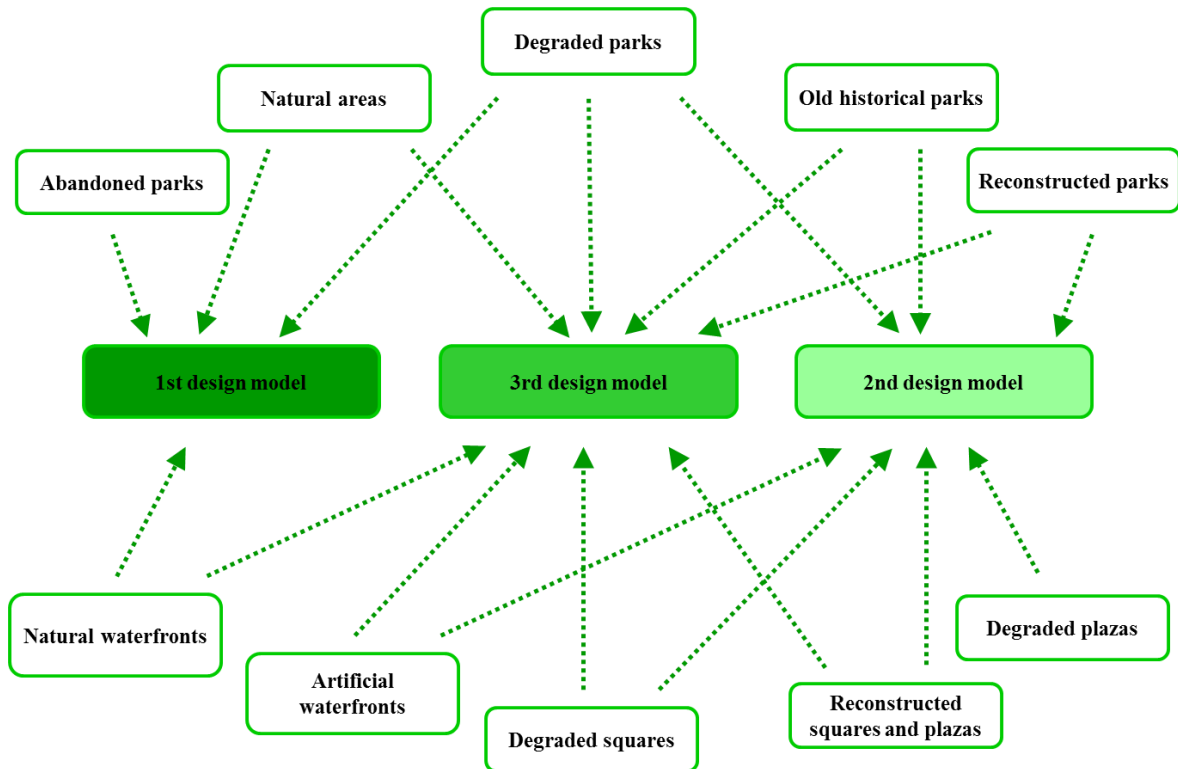 Degraded parks
Natural areas
Old historical parks
Abandoned parks
Reconstructed parks
1st design model
3rd design model
2nd design model
Natural waterfronts
Degraded plazas
Artificial
waterfronts
Reconstructed
squares and plazas
Degraded squares